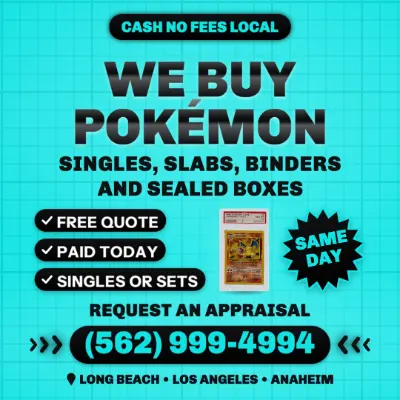 CASH NO FEES LOCAL
WE BUY
POKÉMON
SINGLES, SLABS, BINDERS
AND SEALED BOXES
FREE QUOTE
PAID TODAY
SINGLES OR SETS
SAME
DAY
REQUEST AN APPRAISAL
(562) 999-4994
LONG BEACH • LOS ANGELES • ANAHEIM